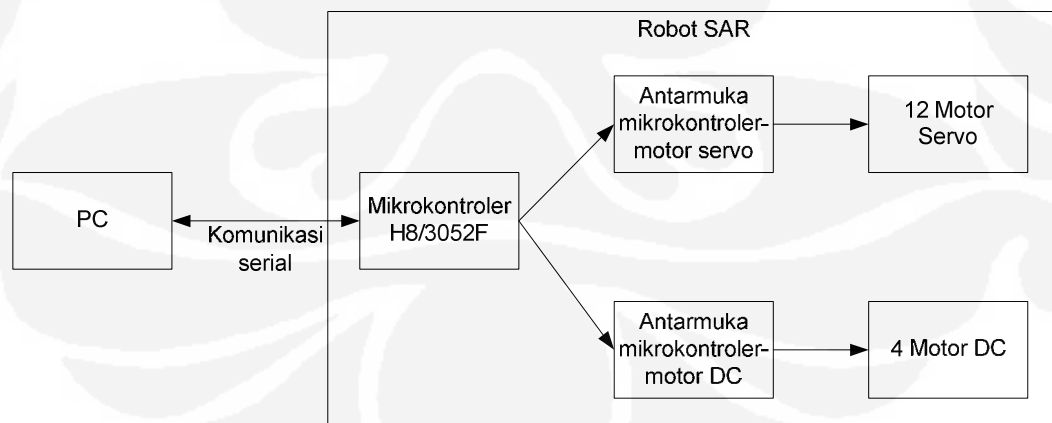 Robot SAR
Antarmuka
mikrokontroler-
motor servo
12 Motor
Servo
PC
Komunikasi
serial
Mikrokontroler
H8/3052F
Antarmuka
mikrokontroler-
motor DC
4 Motor DC